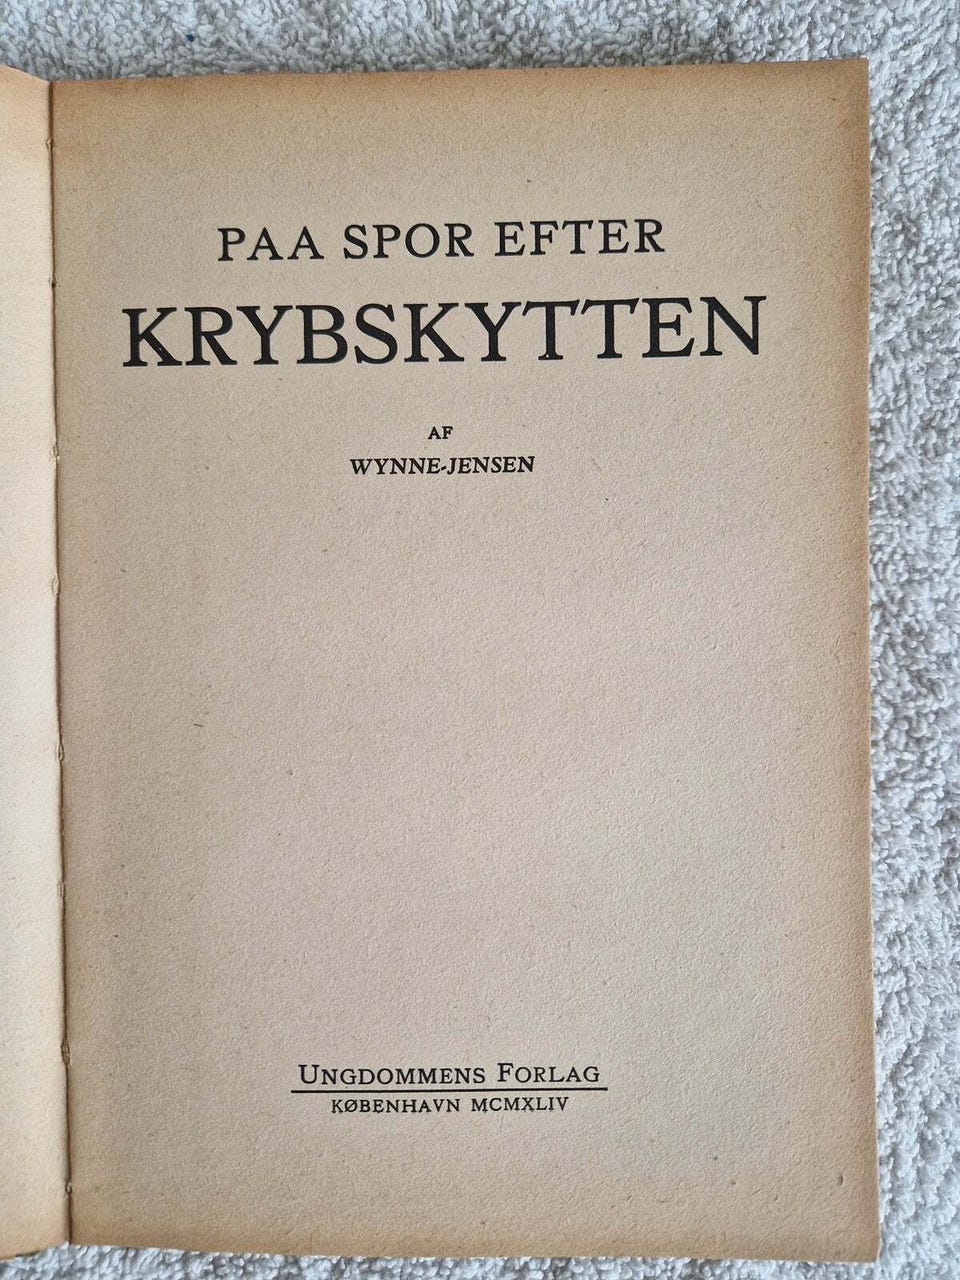 PAA SPOR EFTER
KRYBSKYTTEN
AF
WYNNE-JENSEN
UNGDOMMENS FORLAG
KØBENHAVN MCMXLIV